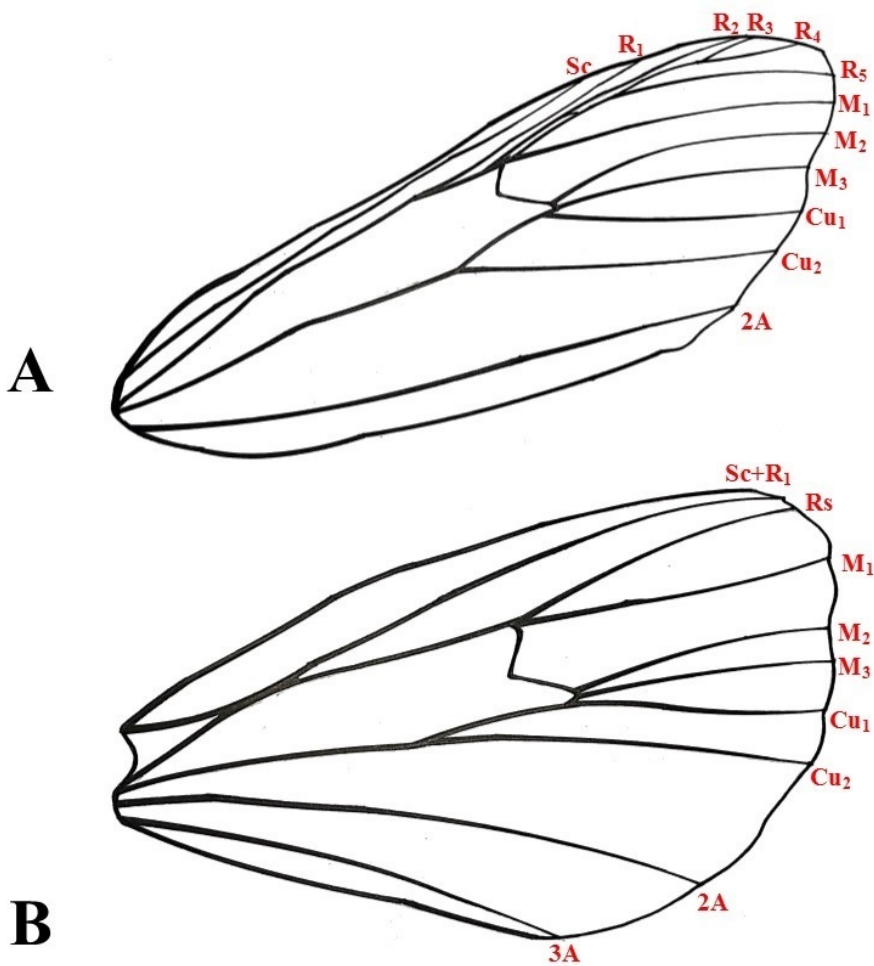 R₂ R₃ R₄
R₁
Sc
R₅
M₁
M₂
M₃
Cu₁
Cu₂
2A
A
Sc+R₁
Rs
M₁
M₂
M₃
Cu₁
Cu₂
2A
3A
B